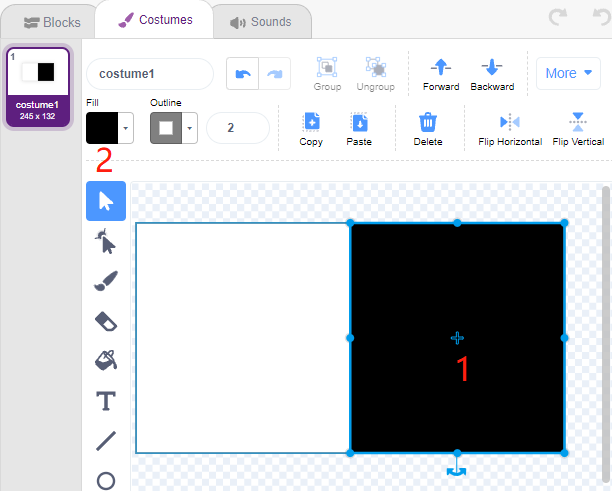 Blocks Costumes Sounds
1
costume1
245 x 132
costume1
Group Ungroup Forward Backward More
Fill Outline
2
Copy Paste Delete Flip Horizontal Flip Vertical
2
T
1